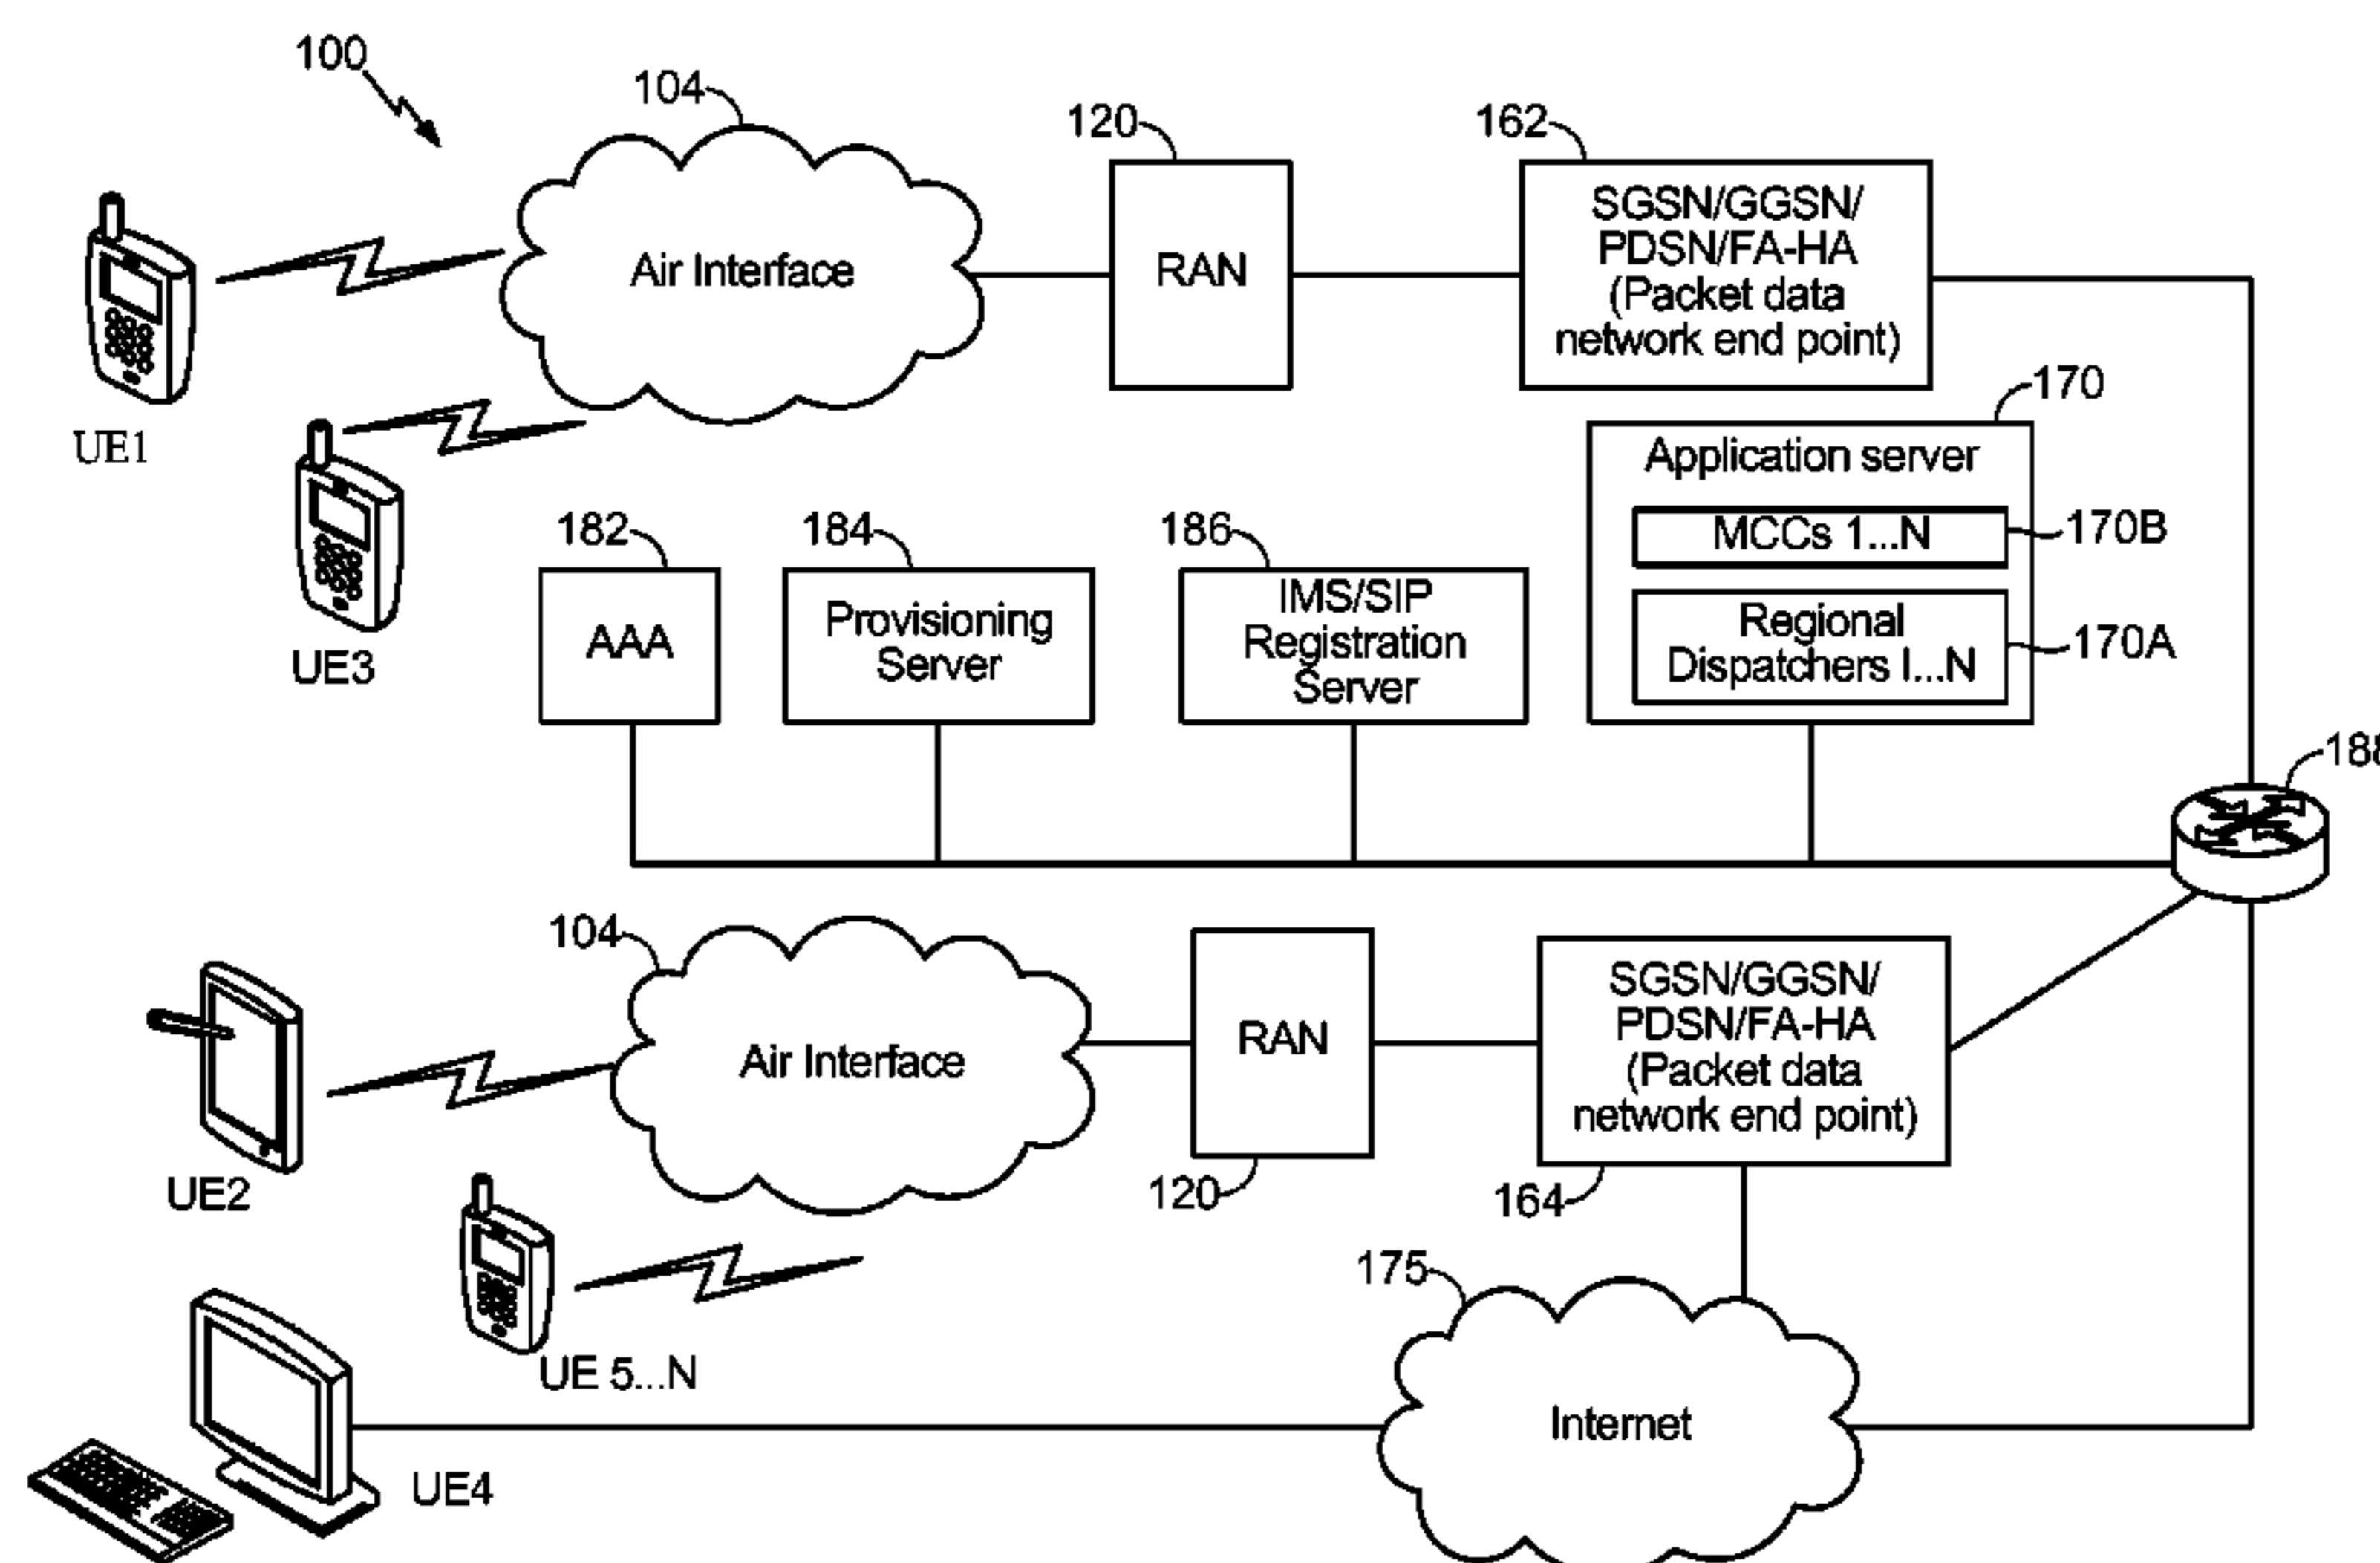 100
104
120
162
SGSN/GGSN/
PDSN/FA-HA
(Packet data
network end point)
Air Interface
RAN
UE1
170
Application server
MCCs 1...N
170B
Regional
Dispatchers I...N
170A
UE3
182
184
186
AAA
Provisioning
Server
IMS/SIP
Registration
Server
188
104
Air Interface
RAN
120
SGSN/GGSN/
PDSN/FA-HA
(Packet data
network end point)
164
UE2
UE 5...N
175
Internet
UE4